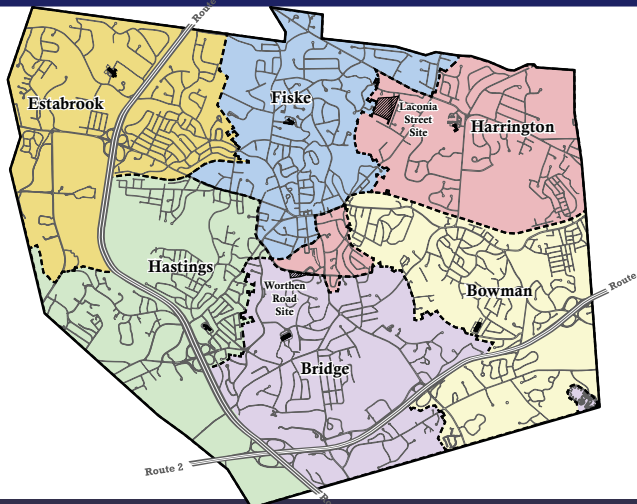 Route
Estabrook
Fiske
Laconia
Street
Site
Harrington
Hastings
Worthen
Road
Site
Bowman
Route
Bridge
Route 2